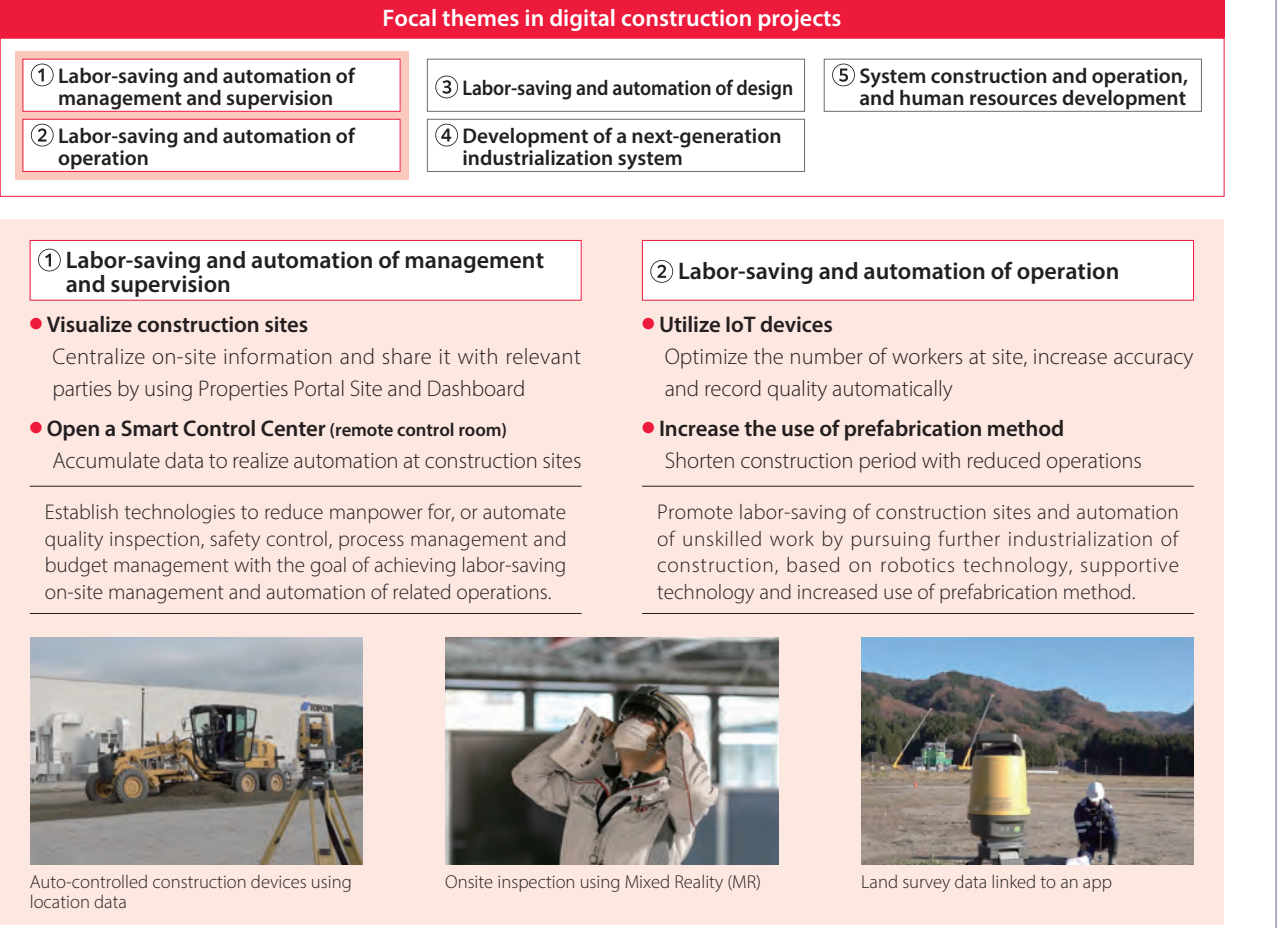 Focal themes in digital construction projects
① Labor-saving and automation of
management and supervision
② Labor-saving and automation of
operation
③ Labor-saving and automation of design
④ Development of a next-generation
industrialization system
⑤ System construction and operation,
and human resources development
① Labor-saving and automation of management
and supervision
● Visualize construction sites
Centralize on-site information and share it with relevant
parties by using Properties Portal Site and Dashboard
● Open a Smart Control Center (remote control room)
Accumulate data to realize automation at construction sites
Establish technologies to reduce manpower for, or automate
quality inspection, safety control, process management and
budget management with the goal of achieving labor-saving
on-site management and automation of related operations.
② Labor-saving and automation of operation
● Utilize IoT devices
Optimize the number of workers at site, increase accuracy
and record quality automatically
● Increase the use of prefabrication method
Shorten construction period with reduced operations
Promote labor-saving of construction sites and automation
of unskilled work by pursuing further industrialization of
construction, based on robotics technology, supportive
technology and increased use of prefabrication method.
TOPCON
Auto-controlled construction devices using
location data
Onsite inspection using Mixed Reality (MR)
Land survey data linked to an app